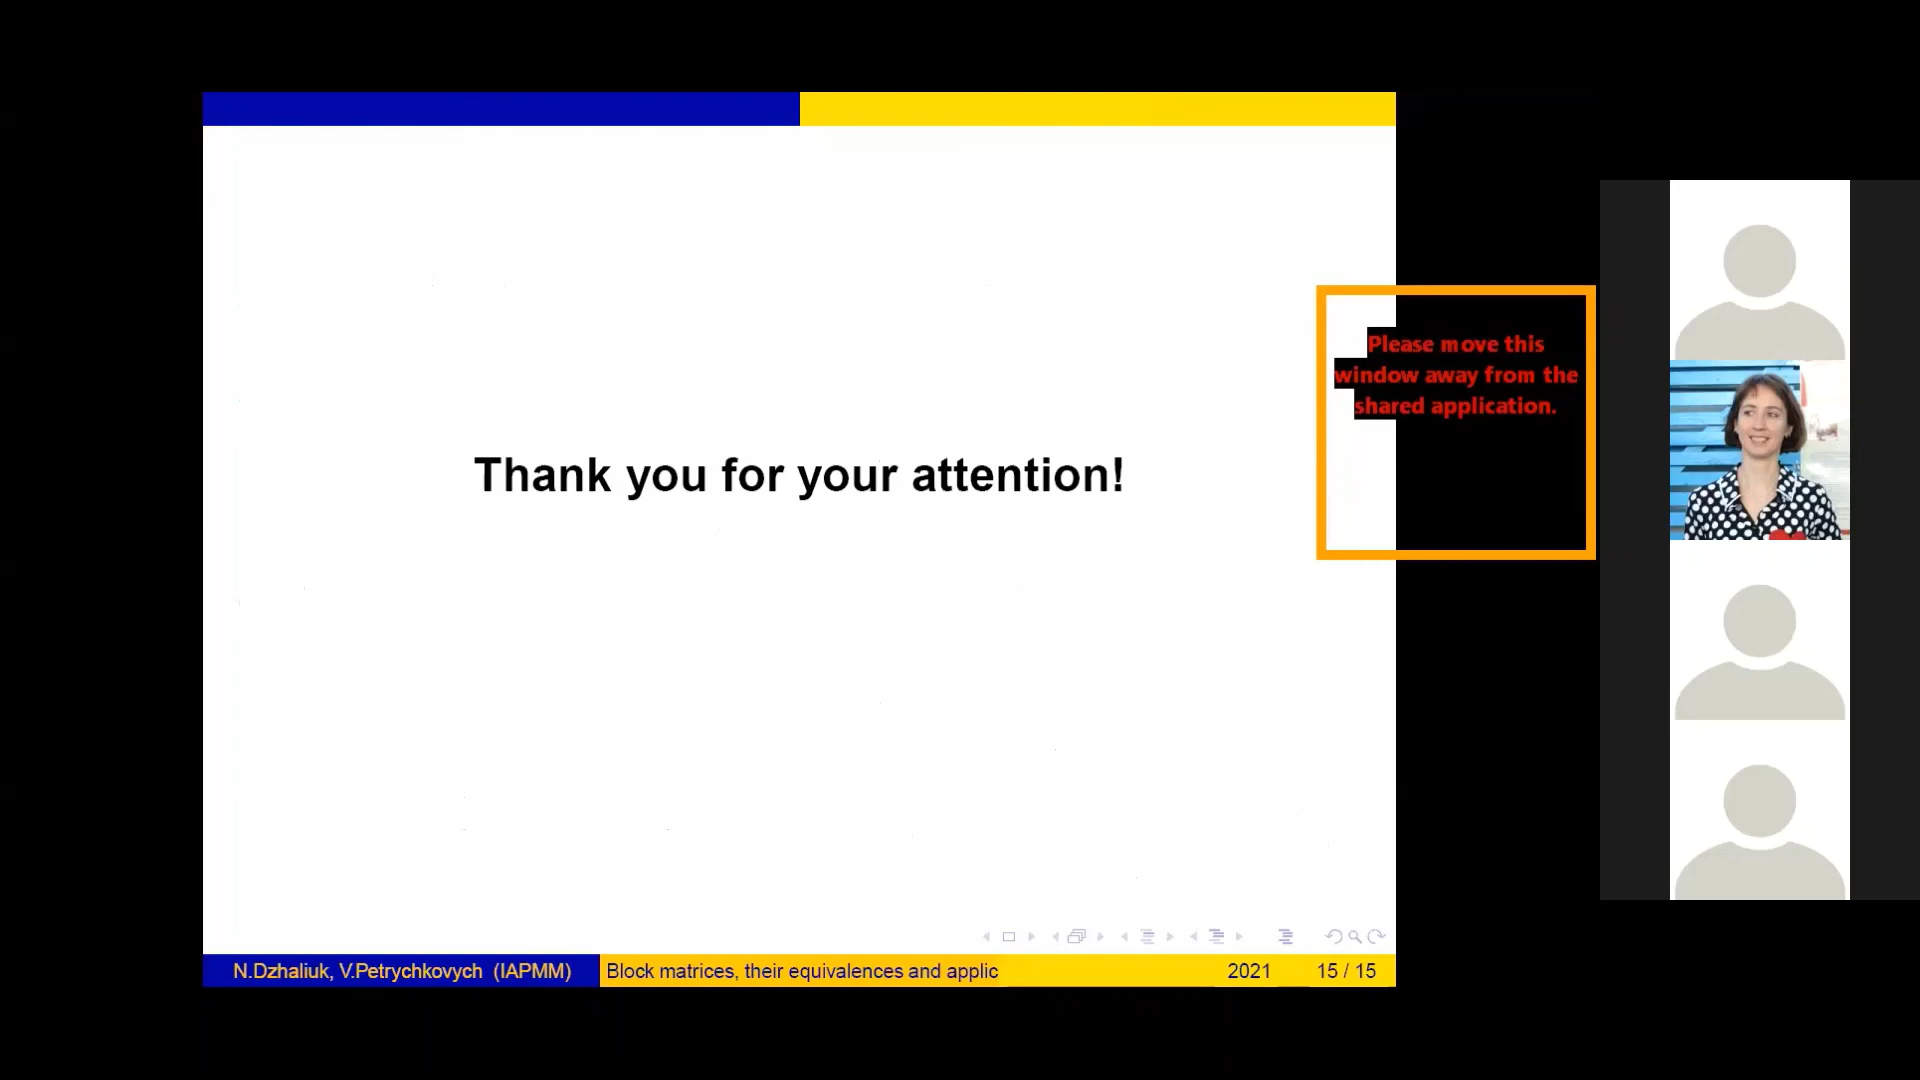 Please move this
window away from the
shared application.
Thank you for your attention!
N.Dzhaliuk, V.Petrychkovych (IAPMM) Block matrices, their equivalences and applic 2021 15 / 15